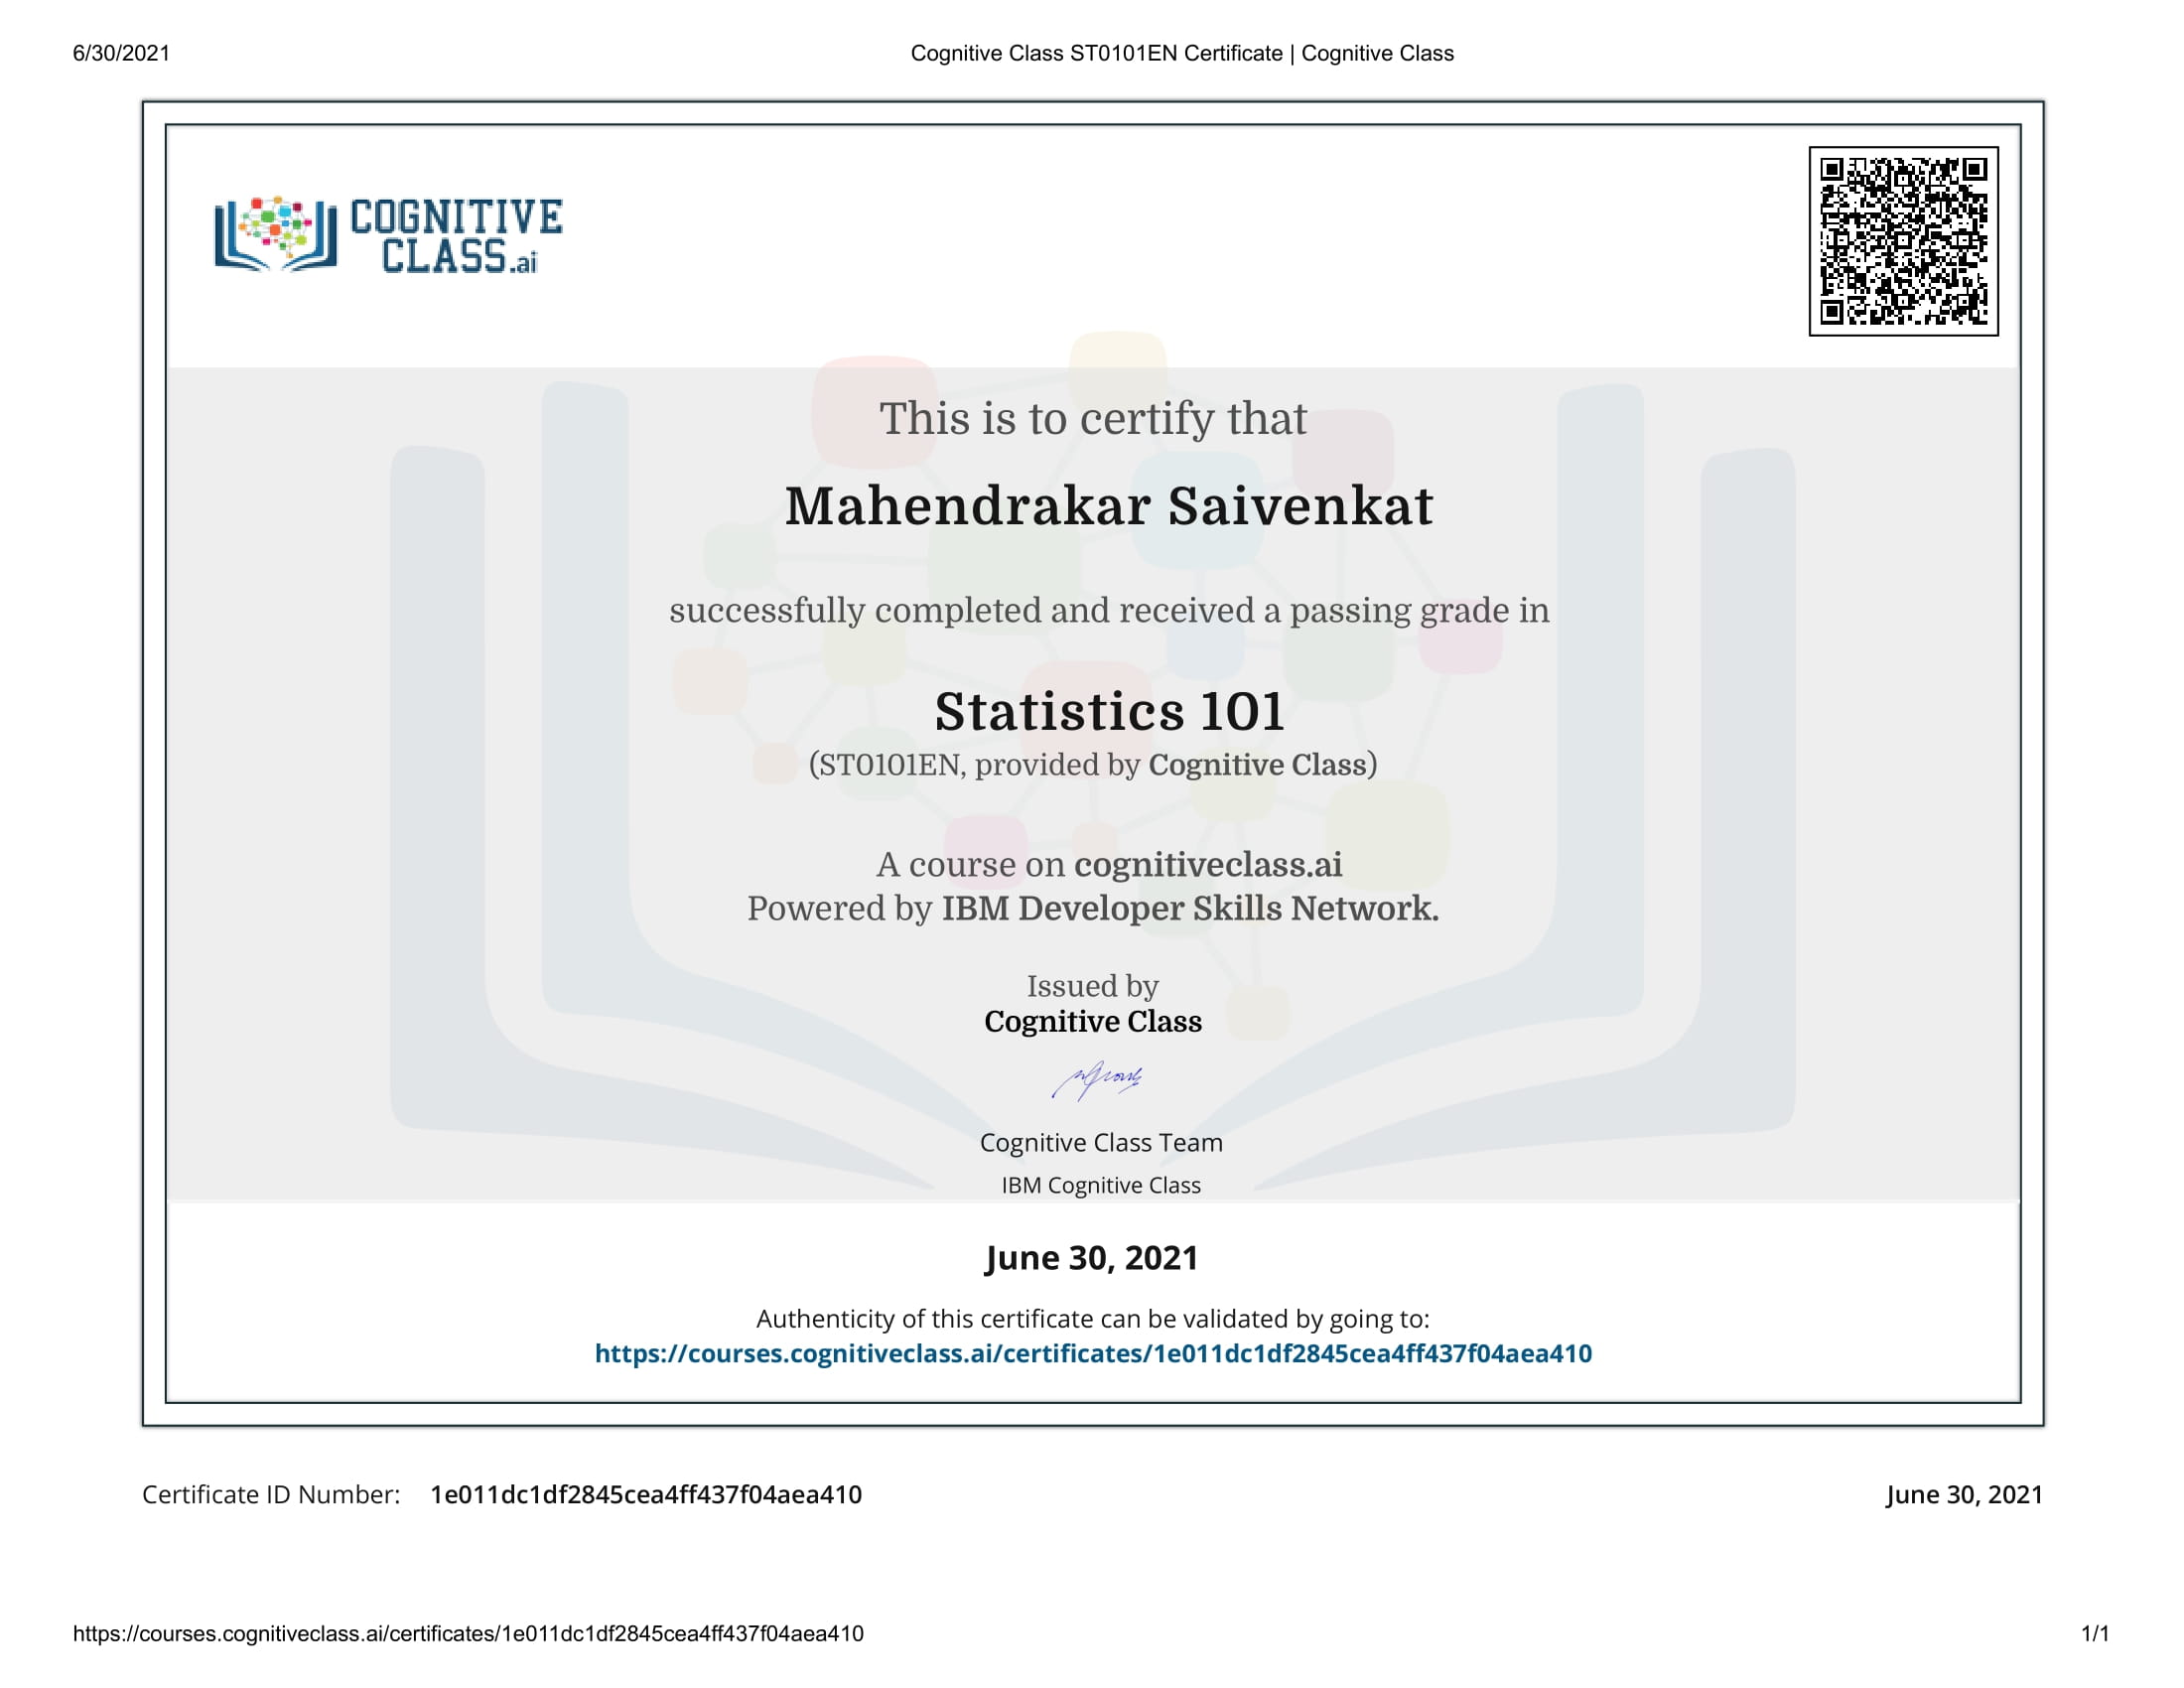 6/30/2021
Cognitive Class ST0101EN Certificate | Cognitive Class
COGNITIVE
CLASS.ai
This is to certify that
Mahendrakar Saivenkat
successfully completed and received a passing grade in
Statistics 101
(ST0101EN, provided by Cognitive Class)
A course on cognitiveclass.ai
Powered by IBM Developer Skills Network.
Issued by
Cognitive Class
Cognitive Class Team
IBM Cognitive Class
June 30, 2021
Authenticity of this certificate can be validated by going to:
https://courses.cognitiveclass.ai/certificates/1e011dc1df2845cea4ff437f04aea410
Certificate ID Number: 1e011dc1df2845cea4ff437f04aea410
June 30, 2021
https://courses.cognitiveclass.ai/certificates/1e011dc1df2845cea4ff437f04aea410
1/1